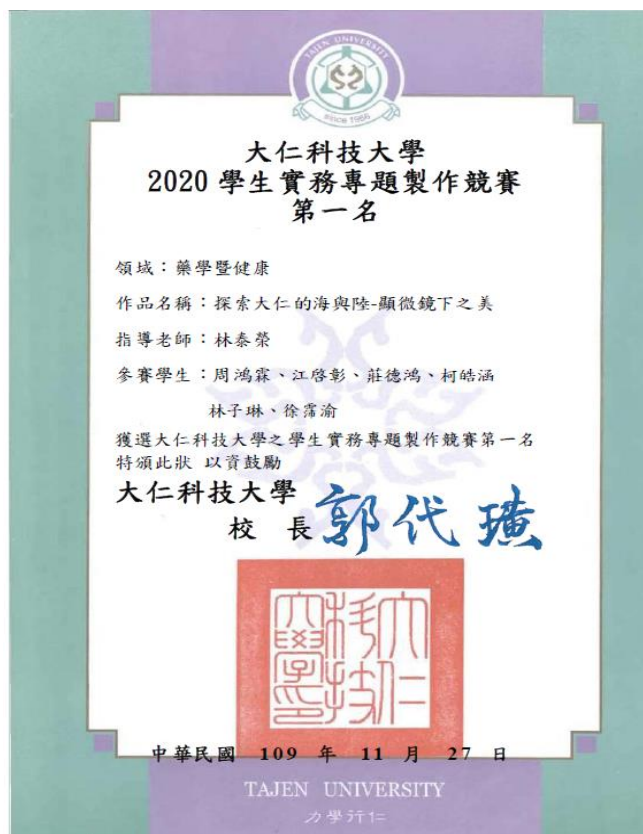 TAJEN UNIVERSITY
since 1966
大仁科技大學
2020 學生實務專題製作競賽
第一名
領域：藥學暨健康
作品名稱：探索大仁的海與陸-顯微鏡下之美
指導老師：林泰榮
參賽學生：周鴻霖、江啓彰、莊德鴻、柯皓涵
林子琳、徐霈渝
獲選大仁科技大學之學生實務專題製作競賽第一名
特頒此狀 以資鼓勵
大仁科技大學
校 長 郭代璜
大仁科技大學印
中華民國 109 年 11 月 27 日
TAJEN UNIVERSITY
力學行仁